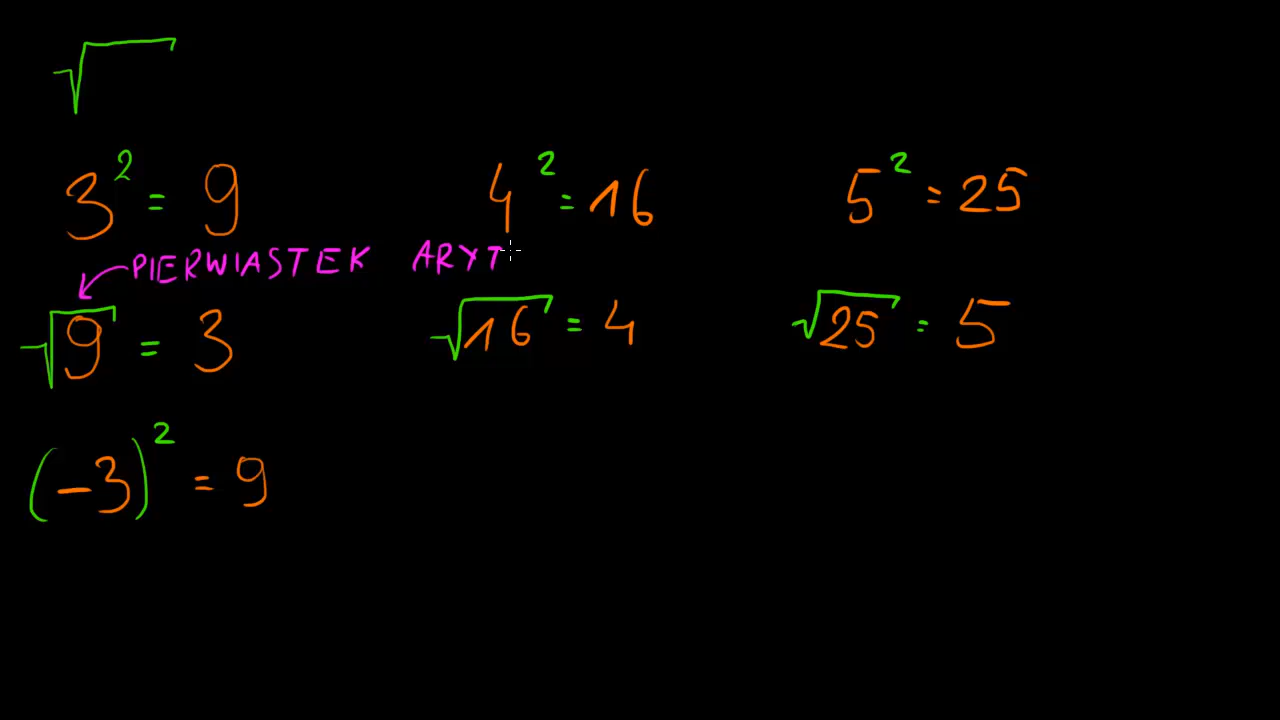 √
3² = 9 4² = 16 5² = 25
PIERWIASTEK ARYT
√9 = 3 √16 = 4 √25 = 5
(-3)² = 9